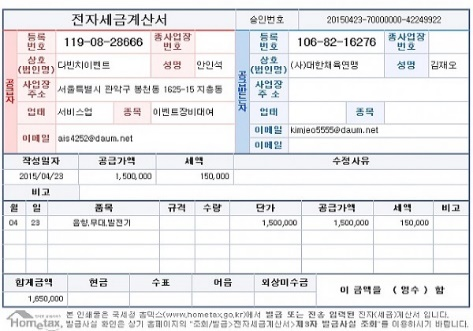 전자세금계산서 승인번호 20150423-70000000-42249922
공급자 등록번호 119-08-28666 종사업장번호
공급받는자 등록번호 106-82-16276 종사업장번호
상호(법인명) 다빈치이벤트 성명 안인석
상호(법인명) (사)대한체육연맹 성명 김재오
사업장주소 서울특별시 관악구 봉천동 1625-15 지층동
사업장주소
업태 서비스업 종목 이벤트장비대여
업태 종목
이메일 ais4252@daum.net
이메일 kimjeo5555@daum.net
이메일
작성일자 공급가액 세액 수정사유
2015/04/23 1,500,000 150,000
비고
월 일 품목 규격 수량 단가 공급가액 세액 비고
04 23 음향,무대,발전기 1,500,000 1,500,000 150,000
합계금액 현금 수표 어음 외상미수금 이 금액을 ( 영수 ) 함
1,650,000
Hometax.
본 인쇄물은 국세청 홈택스(www.hometax.go.kr)에서 발급 또는 전송 입력된 전자(세금)계산서 입니다.
발급사실 확인은 상기 홈페이지의 "조회/발급>전자세금계산서>제3자 발급사실 조회"를 이용하시기 바랍니다.